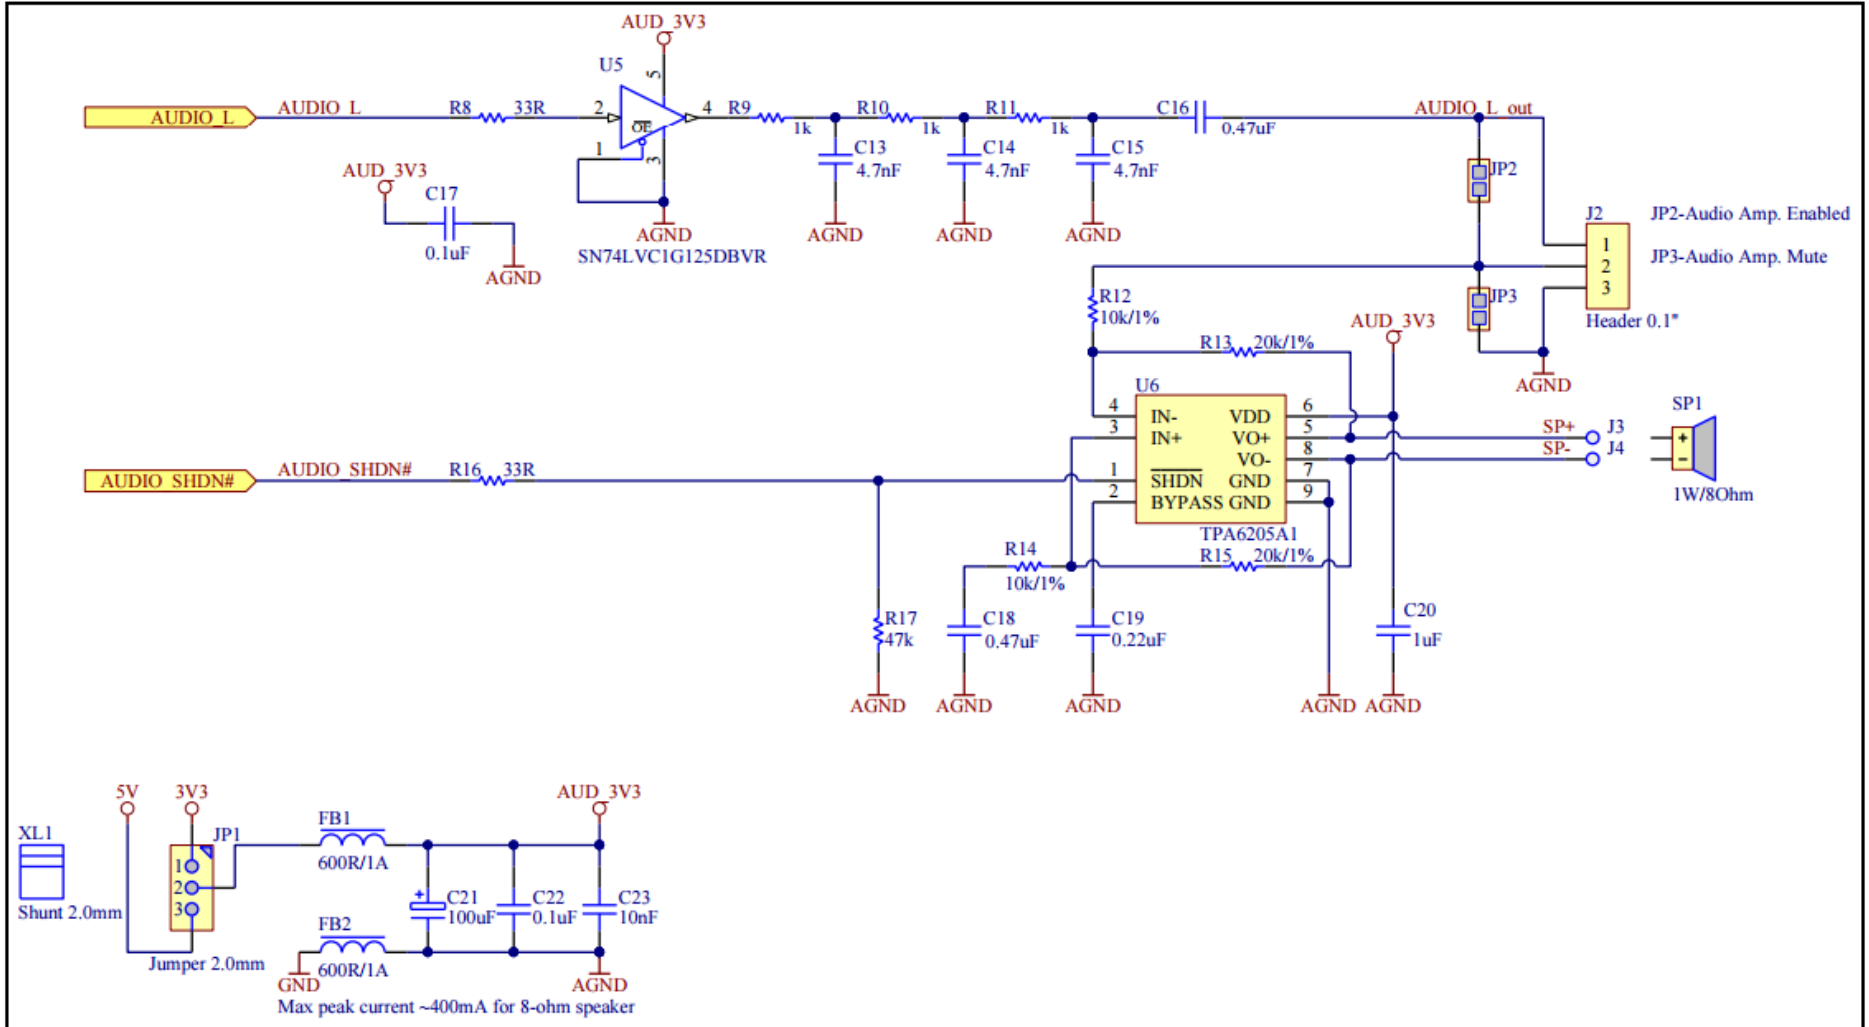 AUD_3V3
U5
5
AUDIO_L
AUDIO_L
R8
33R
2
4
R9
1k
R10
1k
R11
1k
C16
0.47uF
AUDIO_L_out
OE
1
3
C13
4.7nF
C14
4.7nF
C15
4.7nF
JP2
AUD_3V3
C17
0.1uF
AGND
AGND
SN74LVC1G125DBVR
AGND
AGND
AGND
J2
1
2
3
Header 0.1"
JP2-Audio Amp. Enabled
JP3-Audio Amp. Mute
JP3
AGND
R12
10k/1%
R13
20k/1%
AUD_3V3
U6
4
IN-
VDD
6
3
IN+
VO+
5
VO-
8
1
SHDN
GND
7
2
BYPASS
GND
9
TPA6205A1
SP+
J3
SP-
J4
SP1
+
-
1W/8Ohm
AUDIO_SHDN#
AUDIO_SHDN#
R16
33R
R14
10k/1%
R15
20k/1%
R17
47k
C18
0.47uF
C19
0.22uF
C20
1uF
AGND
AGND
AGND
AGND
AGND
5V
3V3
AUD_3V3
XL1
Shunt 2.0mm
JP1
1
2
3
Jumper 2.0mm
FB1
600R/1A
+
C21
100uF
C22
0.1uF
C23
10nF
FB2
600R/1A
GND
AGND
Max peak current ~400mA for 8-ohm speaker